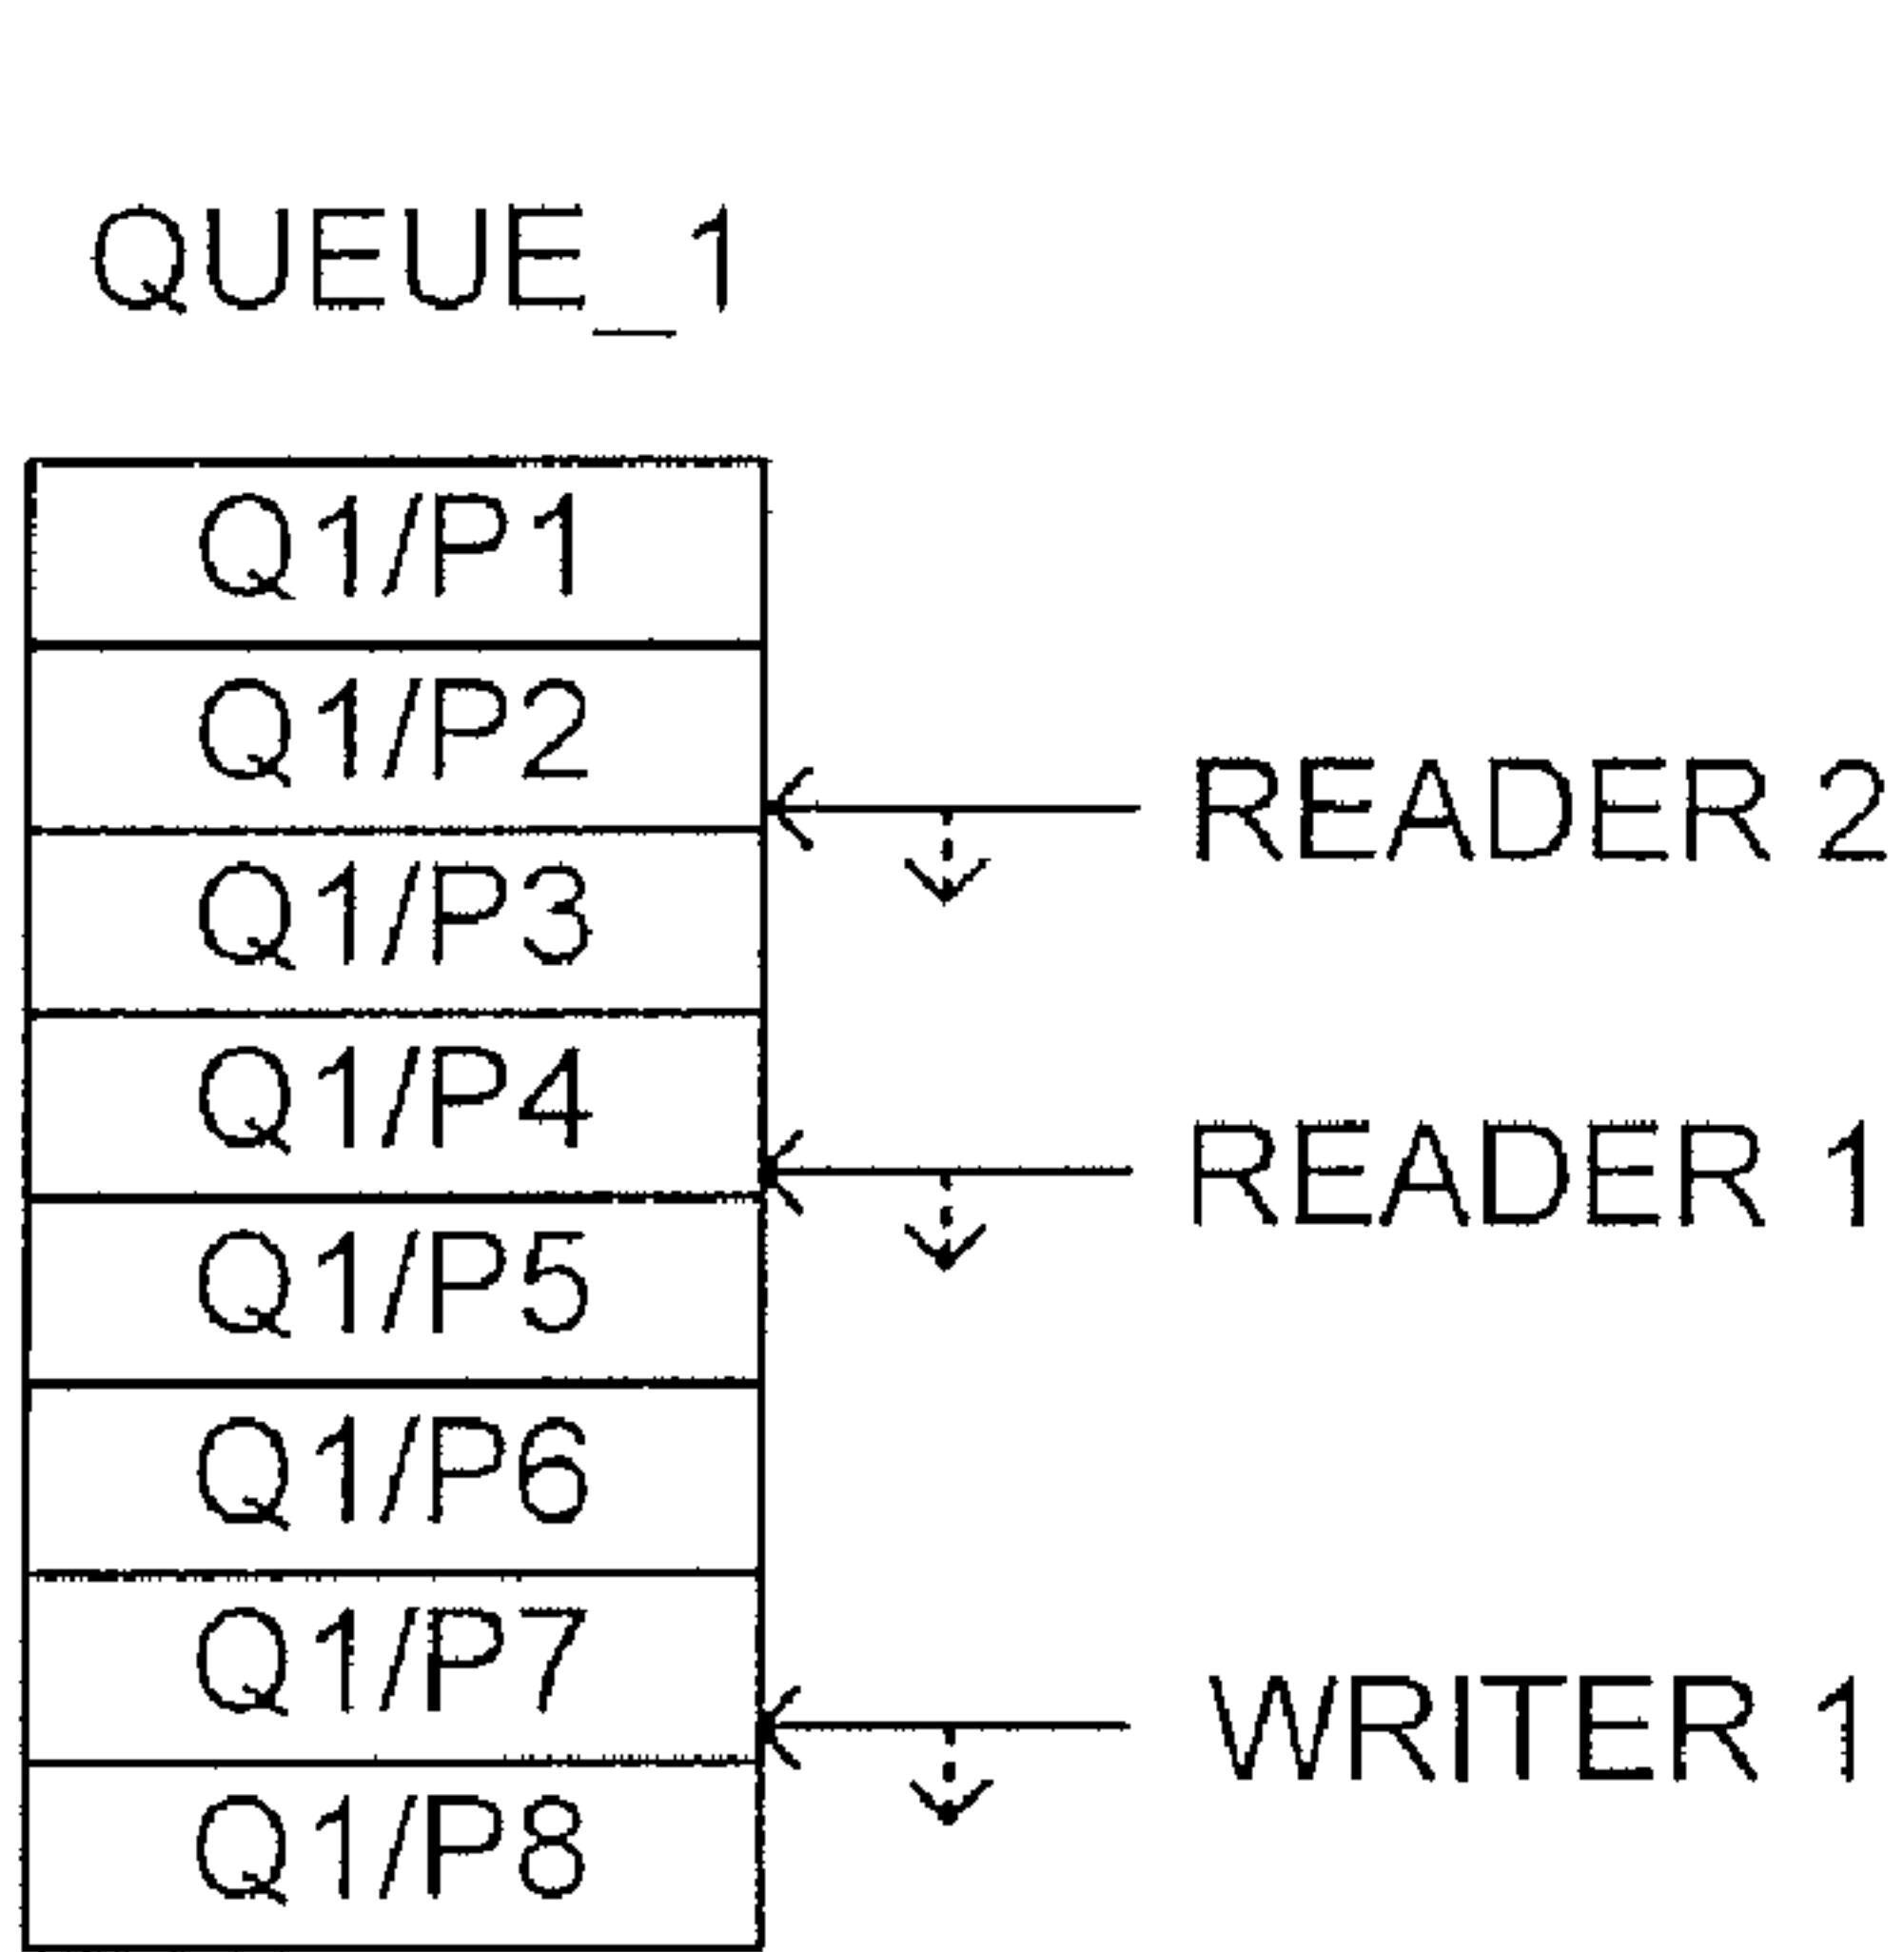 QUEUE_1
Q1/P1
Q1/P2
READER 2
Q1/P3
Q1/P4
READER 1
Q1/P5
Q1/P6
Q1/P7
WRITER 1
Q1/P8